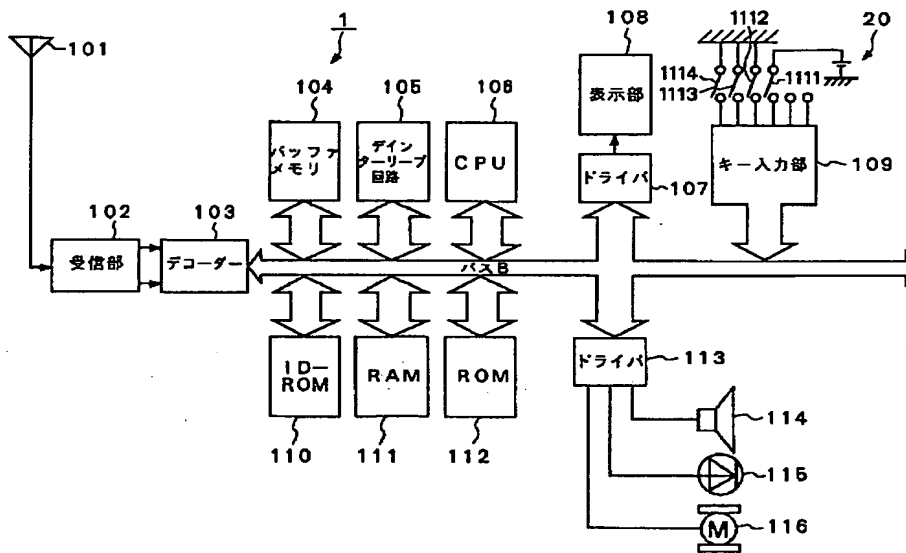 101
1
108
1112
20
1114
1113
1111
表示部
104
バッファ
メモリ
105
デイン
ターリーブ
回路
106
CPU
ドライバ
107
キー入力部
109
102
受信部
103
デコーダー
バスB
ID-
ROM
110
RAM
111
ROM
112
ドライバ
113
114
115
M
116